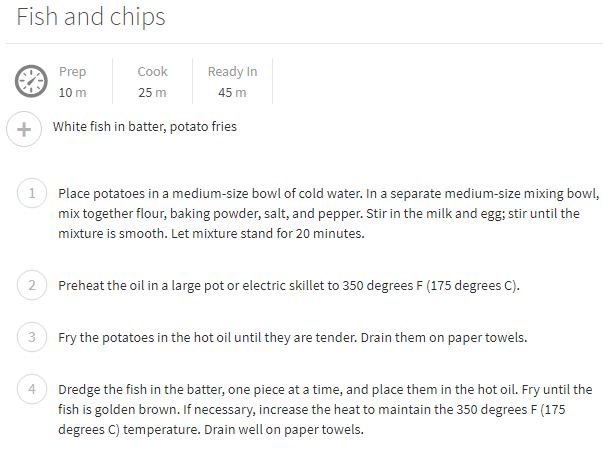 Fish and chips
Prep Cook Ready In
10 m 25 m 45 m
+ White fish in batter, potato fries
1 Place potatoes in a medium-size bowl of cold water. In a separate medium-size mixing bowl,
mix together flour, baking powder, salt, and pepper. Stir in the milk and egg; stir until the
mixture is smooth. Let mixture stand for 20 minutes.
2 Preheat the oil in a large pot or electric skillet to 350 degrees F (175 degrees C).
3 Fry the potatoes in the hot oil until they are tender. Drain them on paper towels.
4 Dredge the fish in the batter, one piece at a time, and place them in the hot oil. Fry until the
fish is golden brown. If necessary, increase the heat to maintain the 350 degrees F (175
degrees C) temperature. Drain well on paper towels.